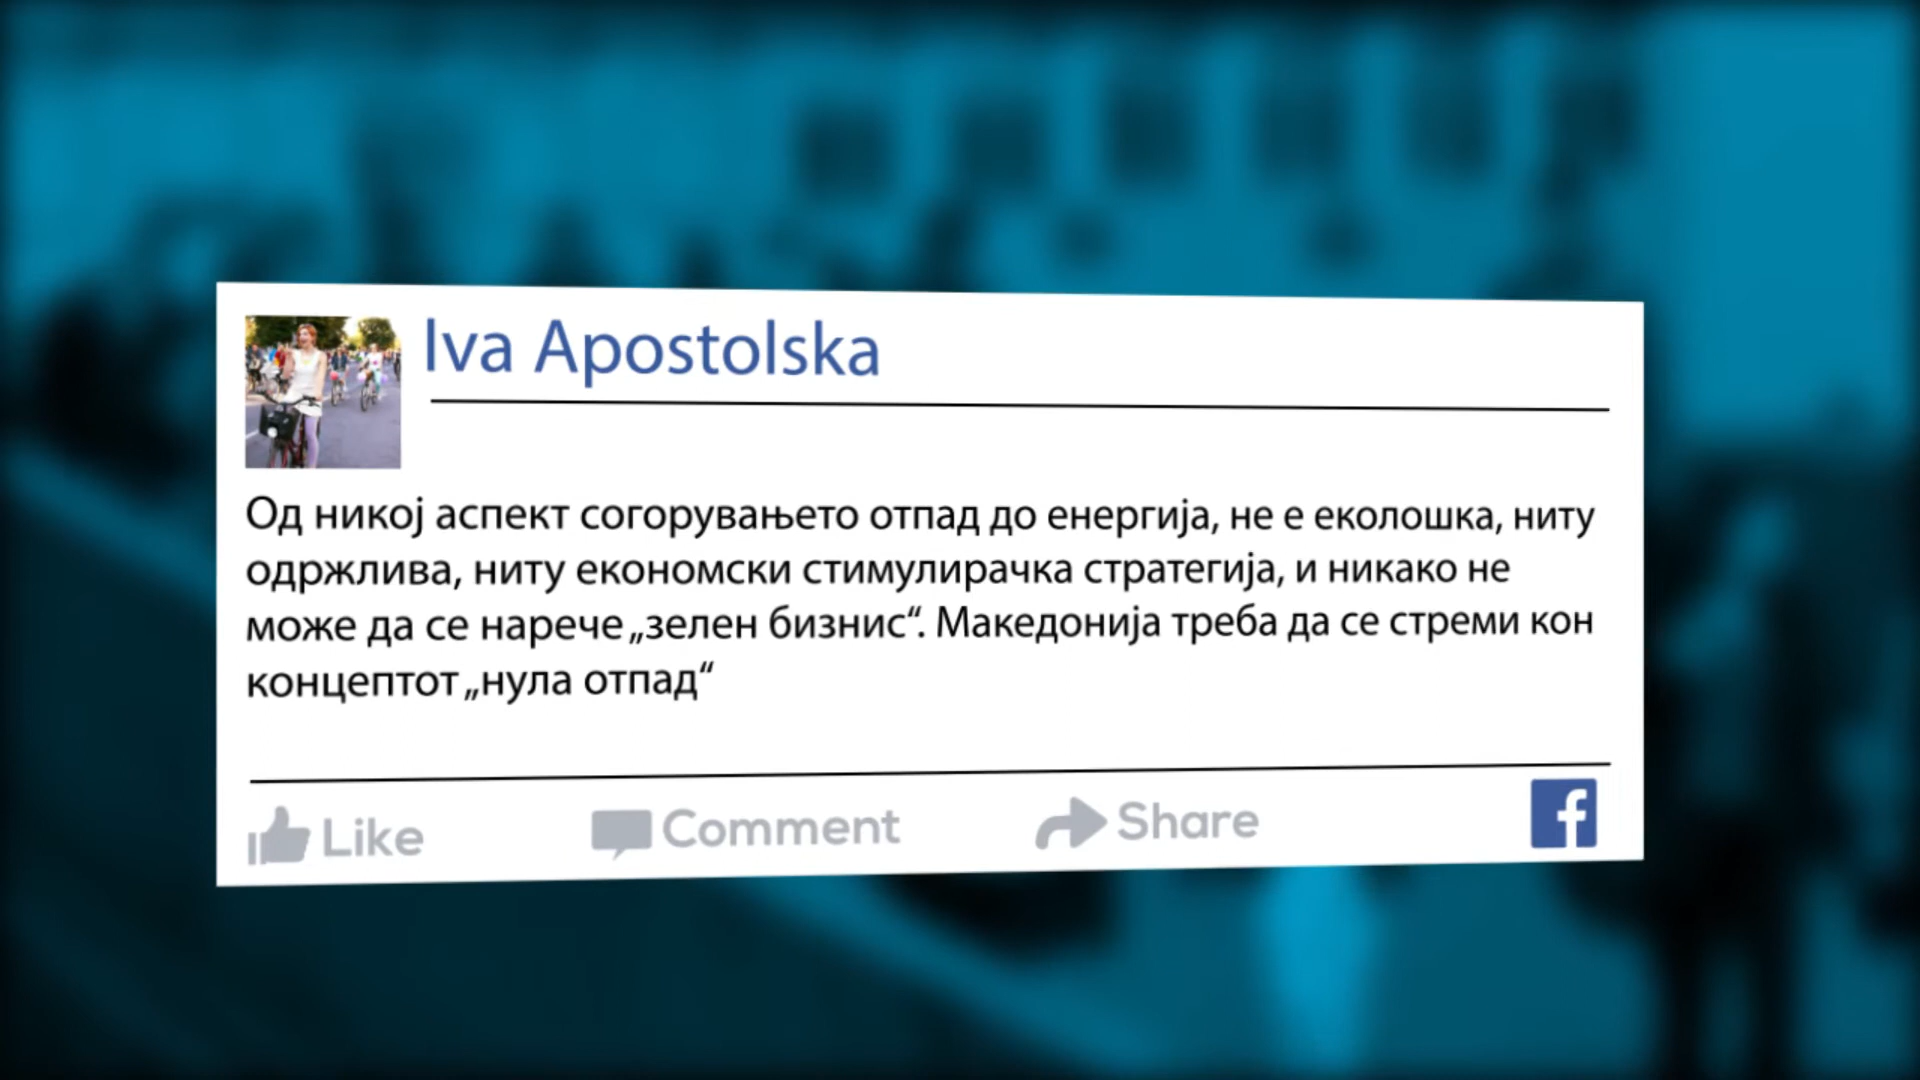 Iva Apostolska
Од никој аспект согорувањето отпад до енергија, не е еколошка, ниту
одржлива, ниту економски стимулирачка стратегија, и никако не
може да се нарече „зелен бизнис“. Македонија треба да се стреми кон
концептот „нула отпад“
Like Comment Share f